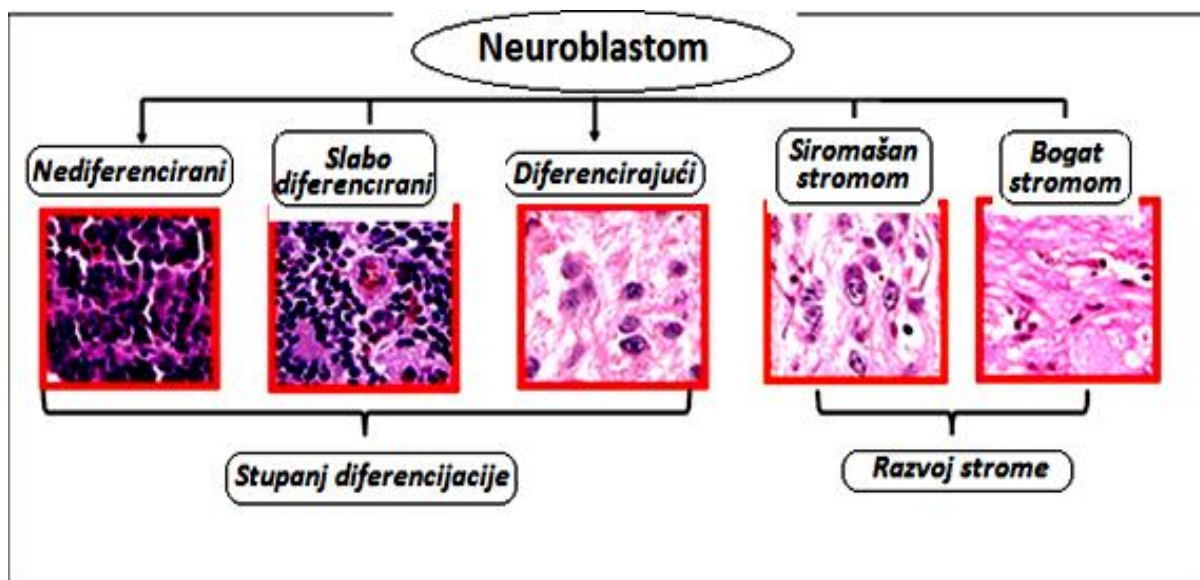 Neuroblastom
Nediferencirani
Slabo
diferencirani
Diferencirajući
Siromašan
stromom
Bogat
stromom
Stupanj diferencijacije
Razvoj strome